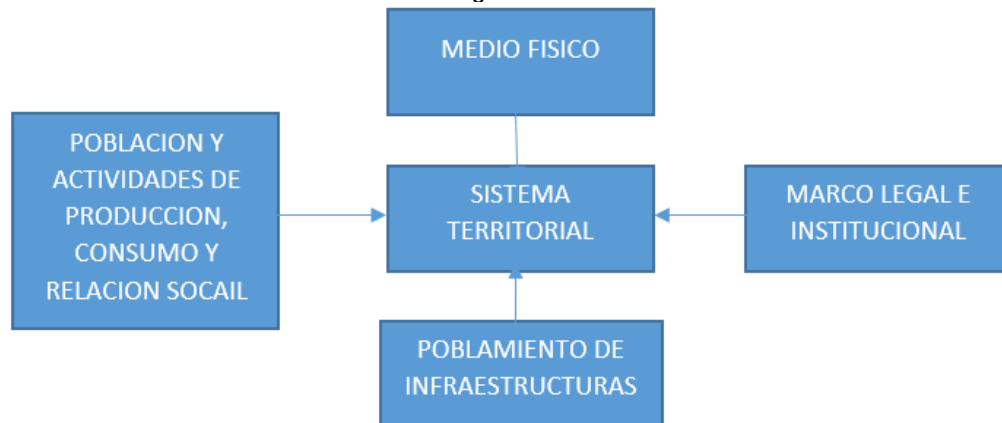 MEDIO FISICO
POBLACION Y
ACTIVIDADES DE
PRODUCCION,
CONSUMO Y
RELACION SOCAIL
SISTEMA
TERRITORIAL
MARCO LEGAL E
INSTITUCIONAL
POBLAMIENTO DE
INFRAESTRUCTURAS